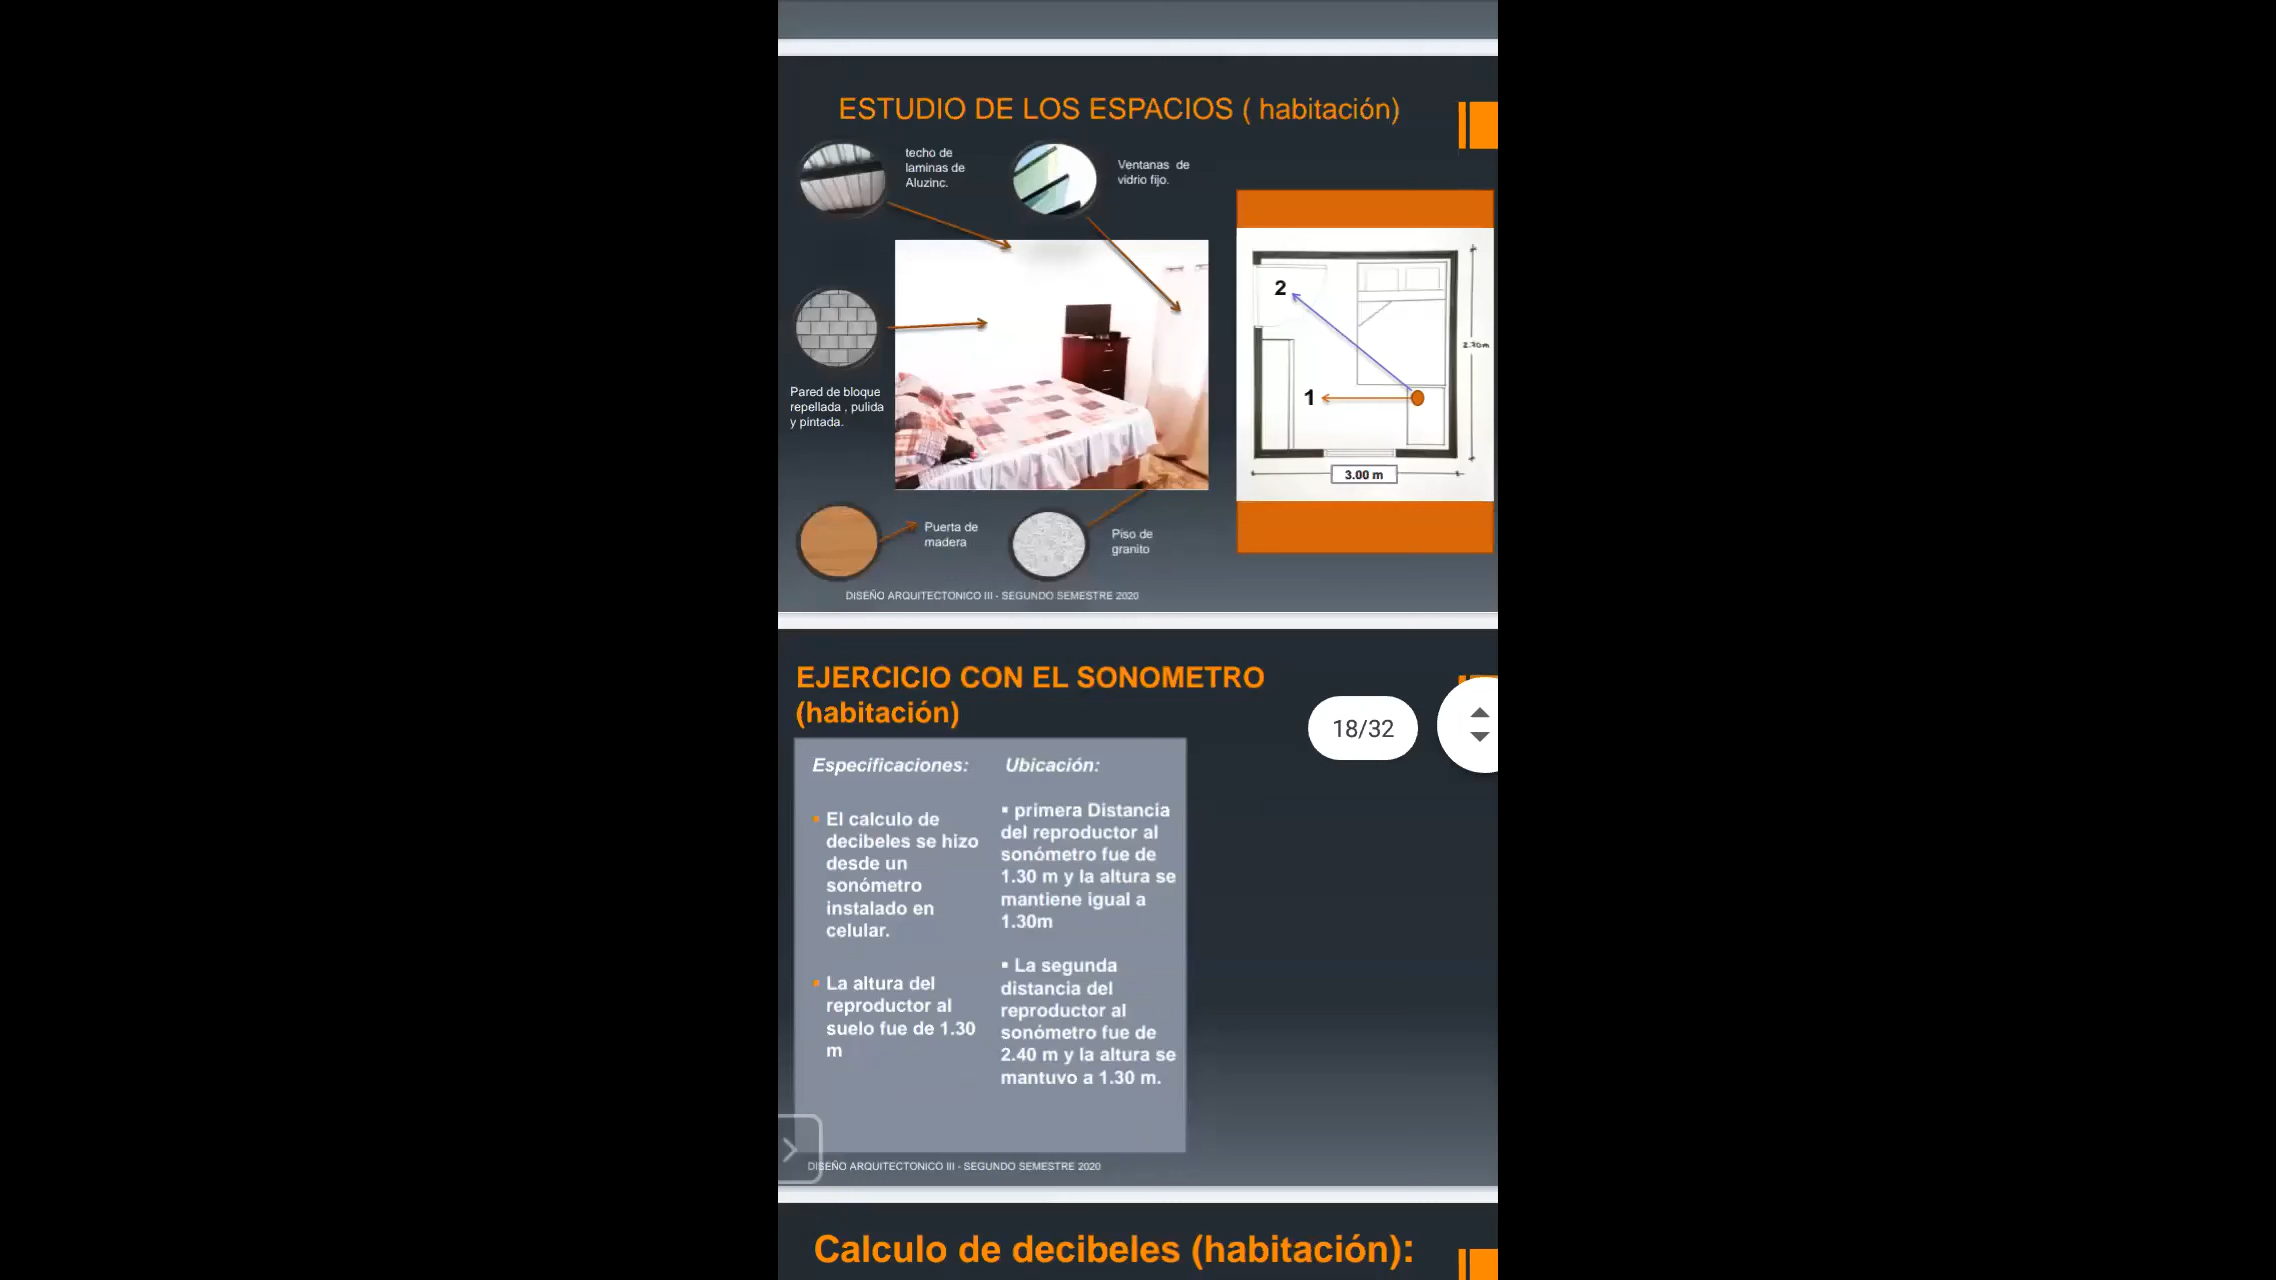 ESTUDIO DE LOS ESPACIOS ( habitación)
techo de
laminas de
Aluzinc.
Ventanas de
vidrio fijo.
Pared de bloque
repellada , pulida
y pintada.
2
1
2.70m
3.00 m
Puerta de
madera
Piso de
granito
DISEÑO ARQUITECTONICO III - SEGUNDO SEMESTRE 2020
EJERCICIO CON EL SONOMETRO
(habitación)
18/32
Especificaciones:
▪ El calculo de
decibeles se hizo
desde un
sonómetro
instalado en
celular.
▪ La altura del
reproductor al
suelo fue de 1.30
m
Ubicación:
▪ primera Distancia
del reproductor al
sonómetro fue de
1.30 m y la altura se
mantiene igual a
1.30m
▪ La segunda
distancia del
reproductor al
sonómetro fue de
2.40 m y la altura se
mantuvo a 1.30 m.
DISEÑO ARQUITECTONICO III - SEGUNDO SEMESTRE 2020
Calculo de decibeles (habitación):